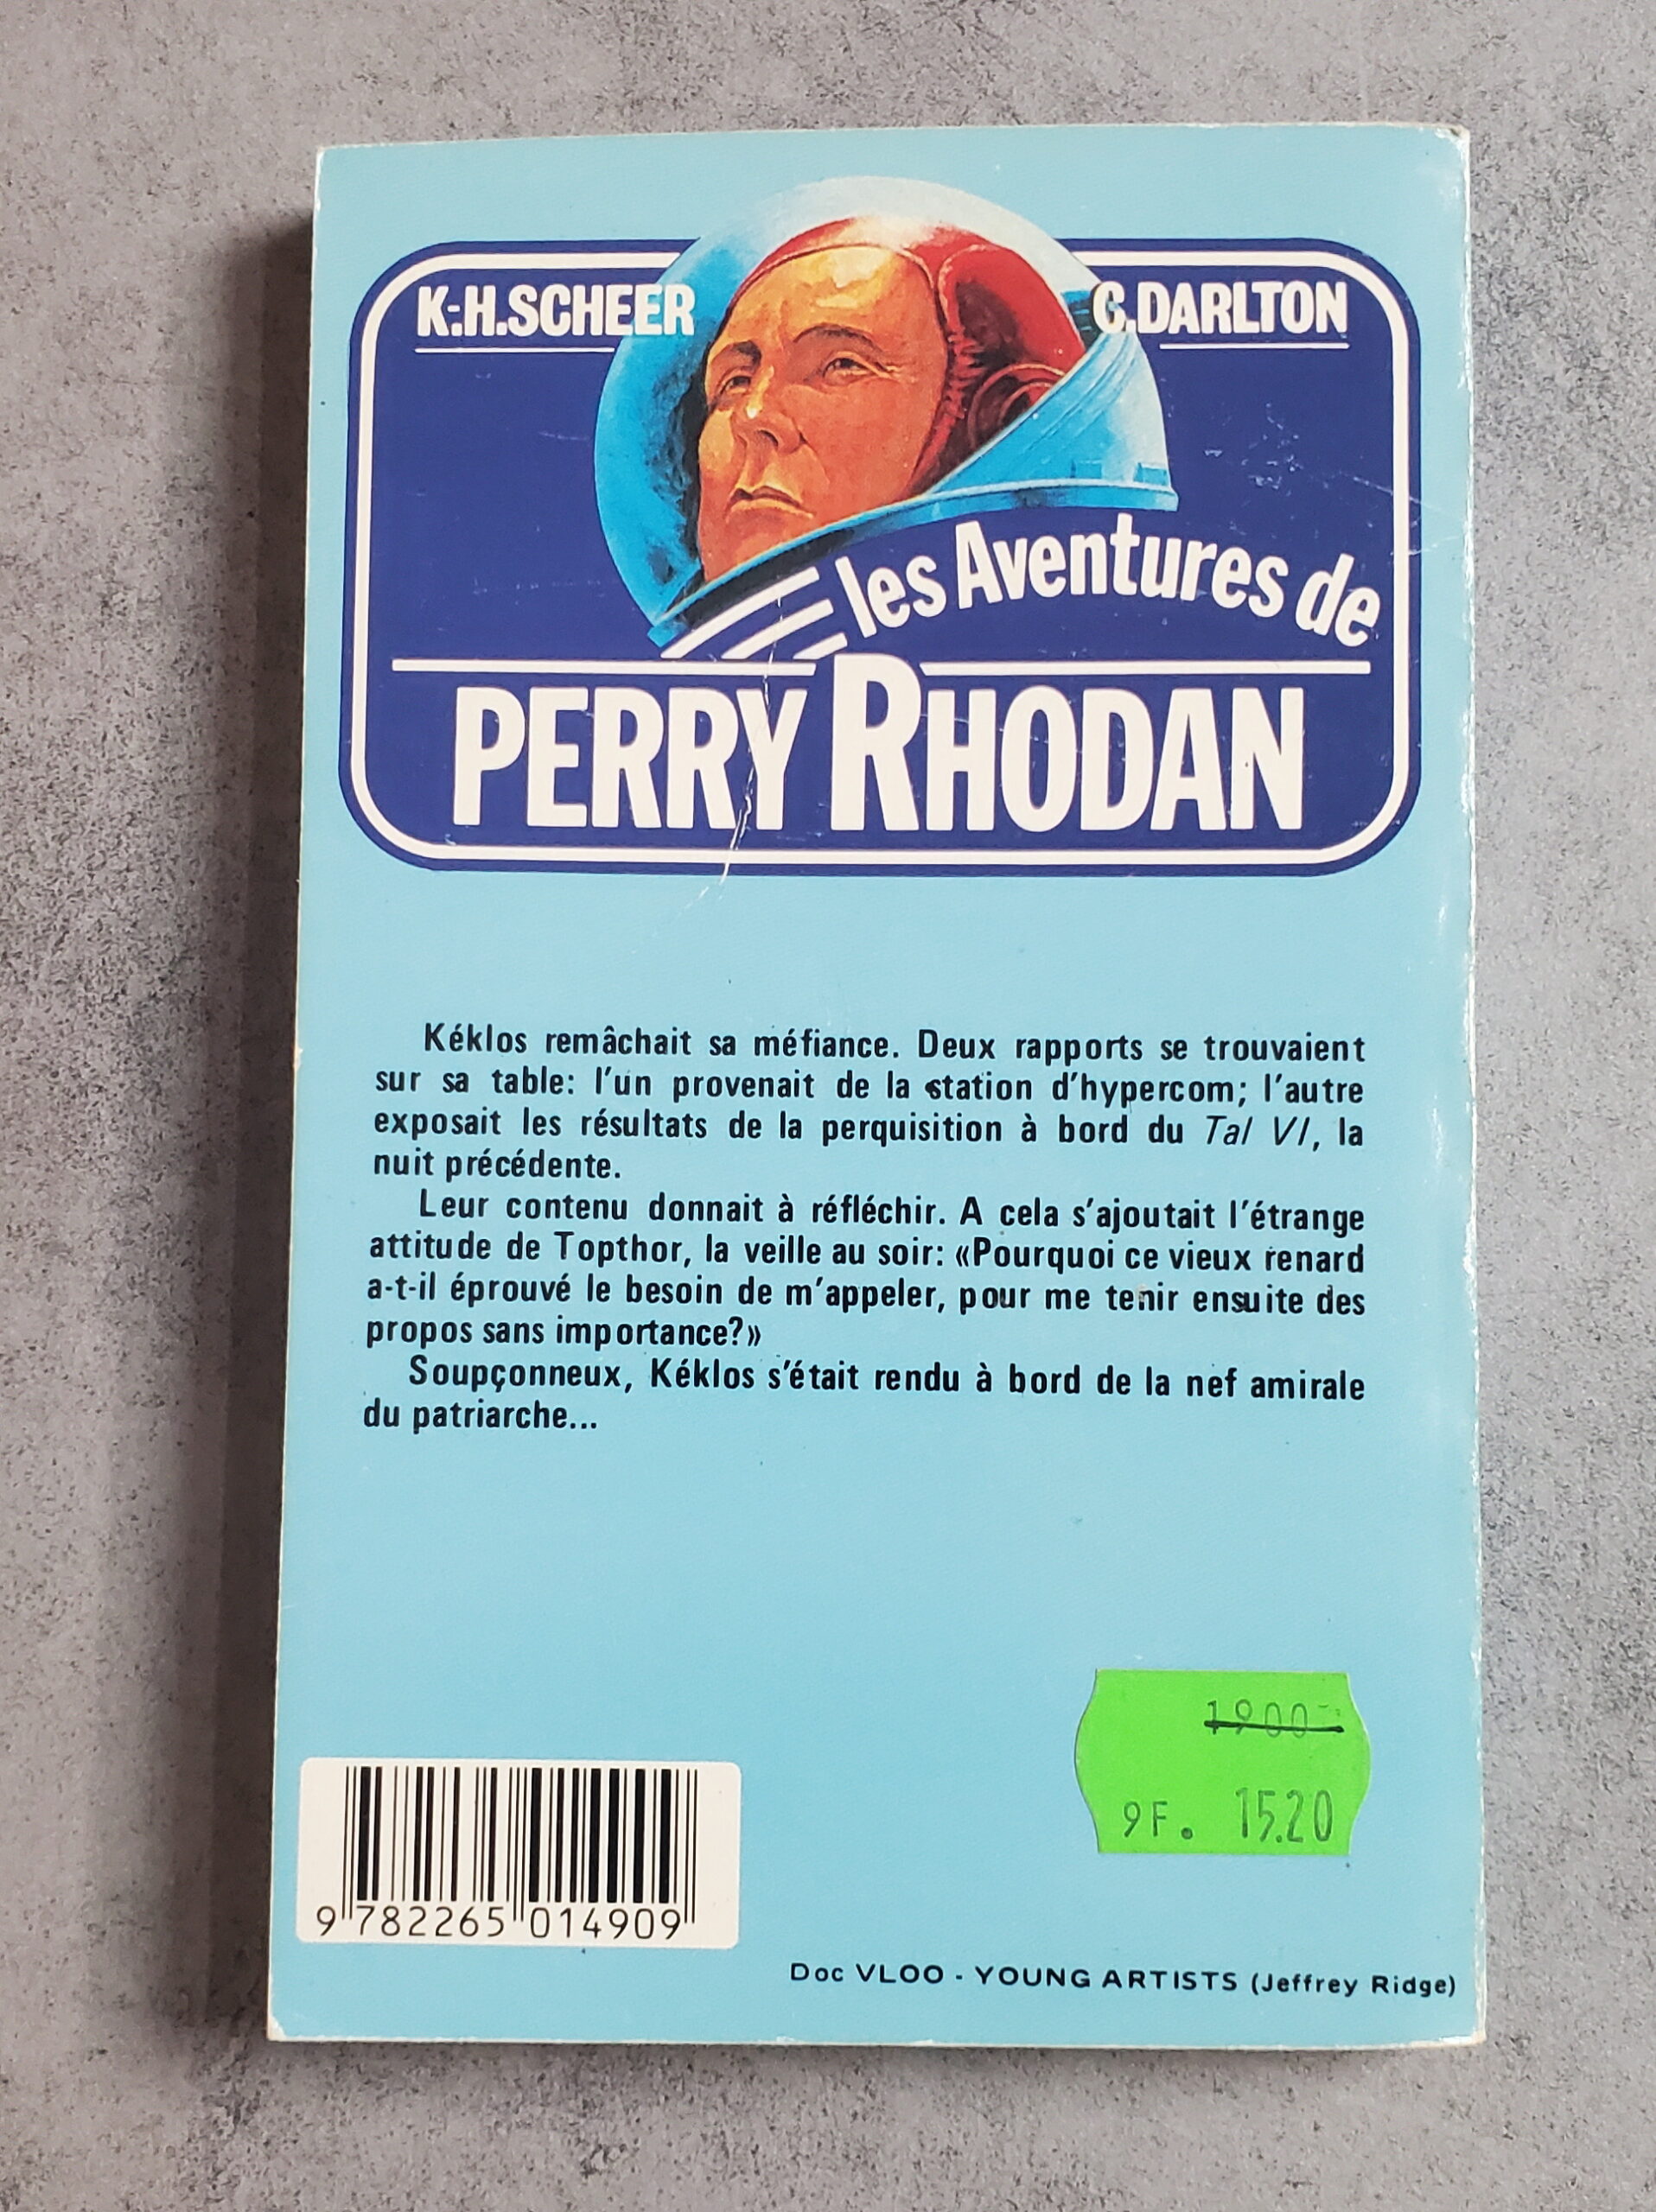 K.-H.SCHEER
C.DARLTON
les Aventures de
PERRY RHODAN
Kéklos remâchait sa méfiance. Deux rapports se trouvaient
sur sa table: l'un provenait de la station d'hypercom; l'autre
exposait les résultats de la perquisition à bord du Tal VI, la
nuit précédente.
Leur contenu donnait à réfléchir. A cela s'ajoutait l'étrange
attitude de Topthor, la veille au soir: «Pourquoi ce vieux renard
a-t-il éprouvé le besoin de m'appeler, pour me tenir ensuite des
propos sans importance?»
Soupçonneux, Kéklos s'était rendu à bord de la nef amirale
du patriarche...
1900-
9F. 15.20
9 782265 014909
Doc VLOO - YOUNG ARTISTS (Jeffrey Ridge)